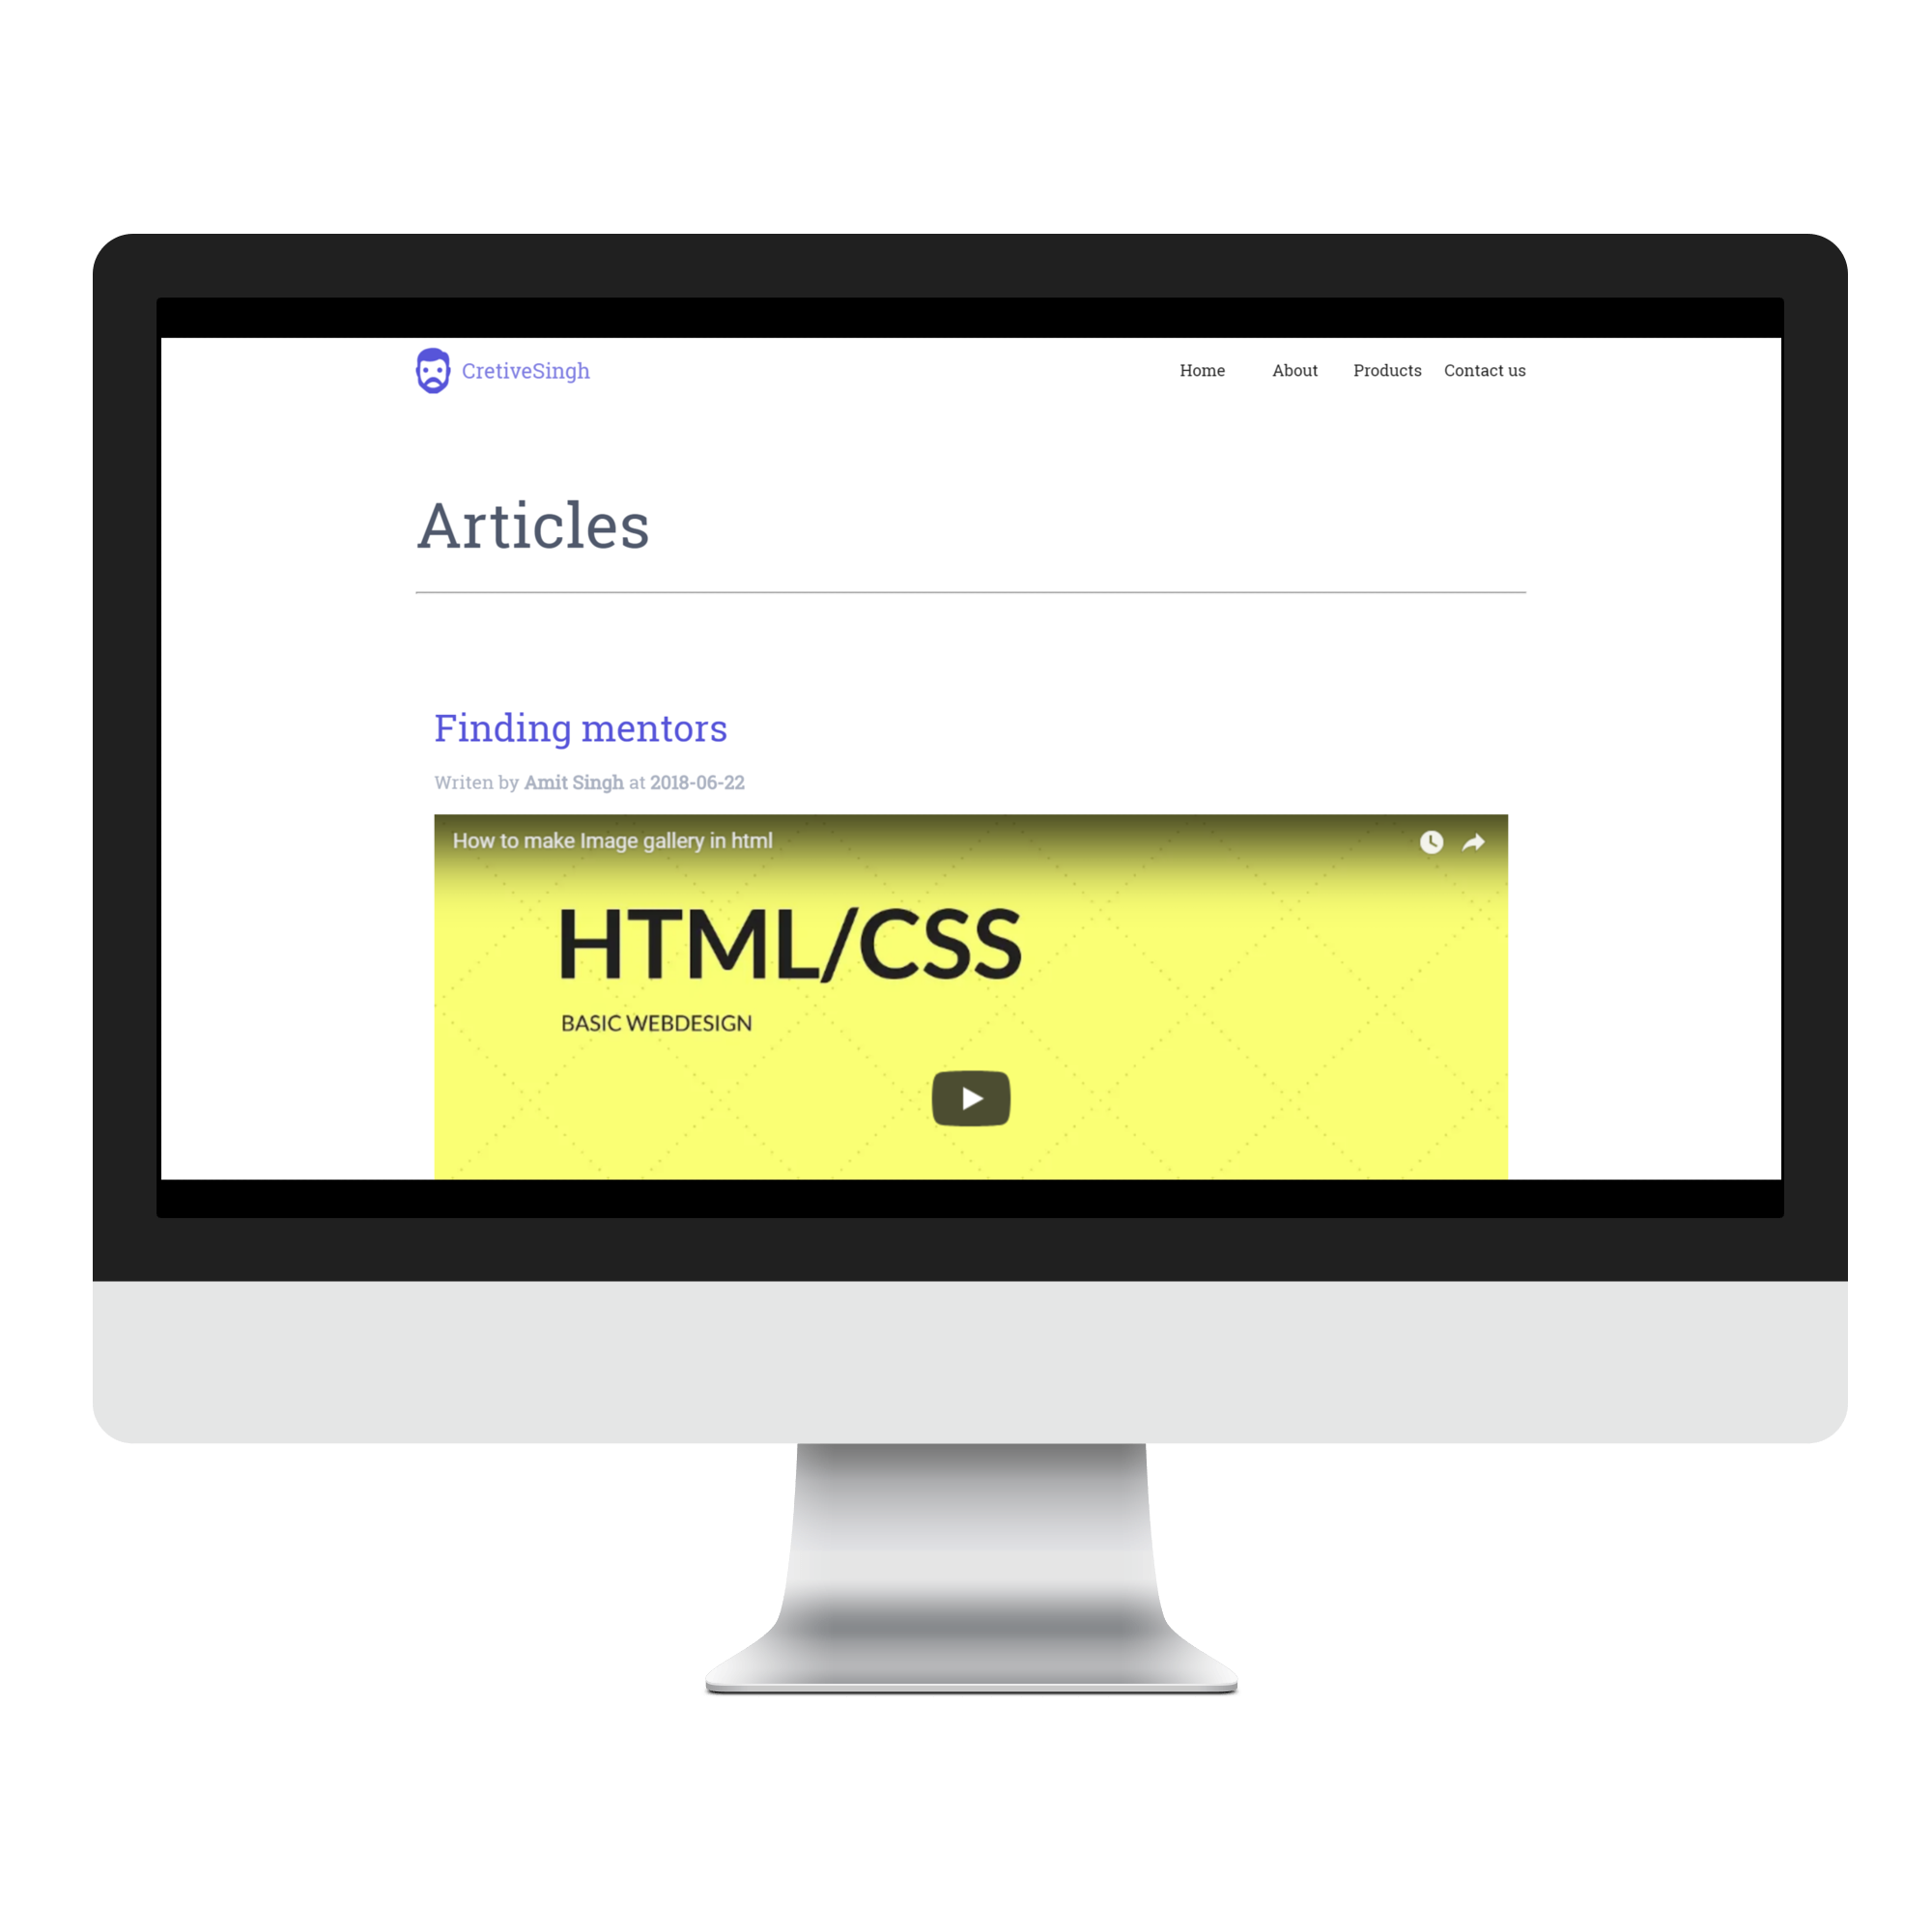 CretiveSingh
Home About Products Contact us
Articles
Finding mentors
Writen by Amit Singh at 2018-06-22
How to make Image gallery in html
HTML/CSS
BASIC WEBDESIGN